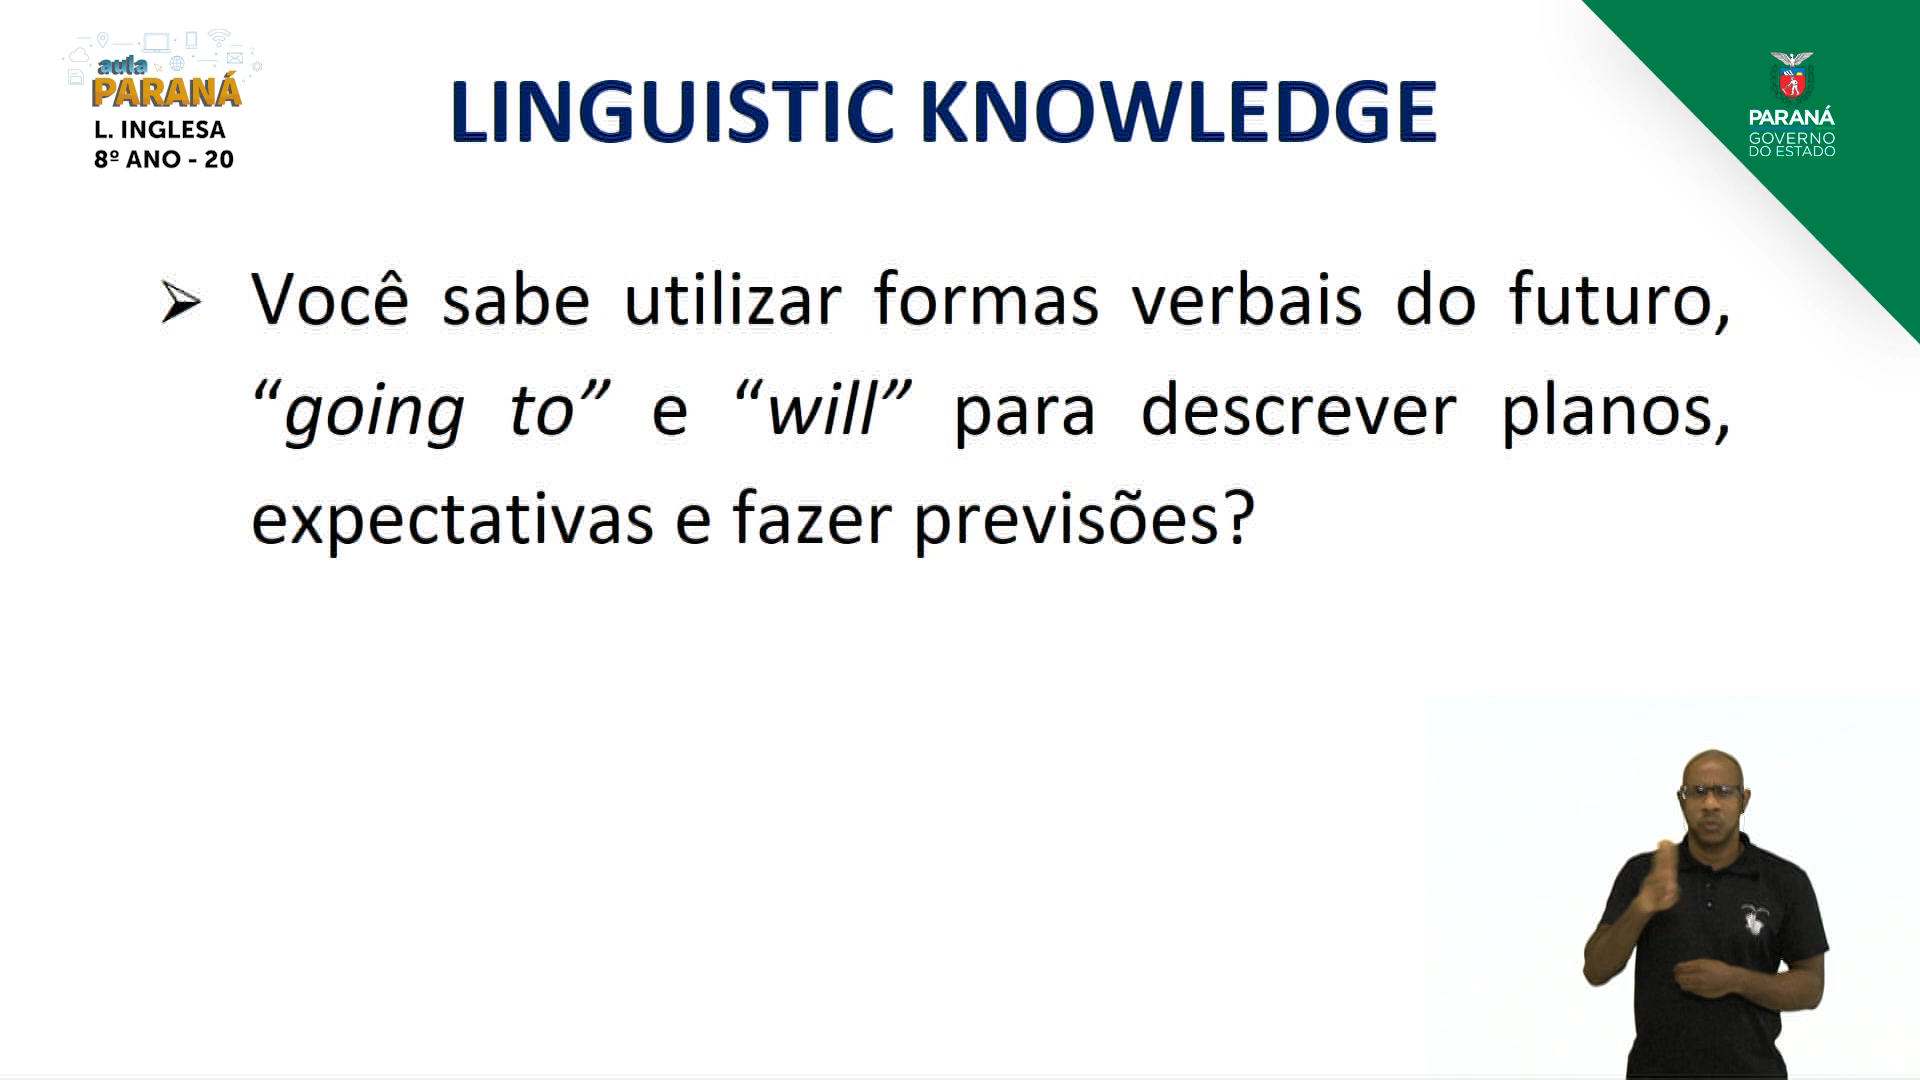 aula
PARANÁ
L. INGLESA
8º ANO - 20
LINGUISTIC KNOWLEDGE
PARANÁ
GOVERNO
DO ESTADO
➢ Você sabe utilizar formas verbais do futuro,
“going to” e “will” para descrever planos,
expectativas e fazer previsões?